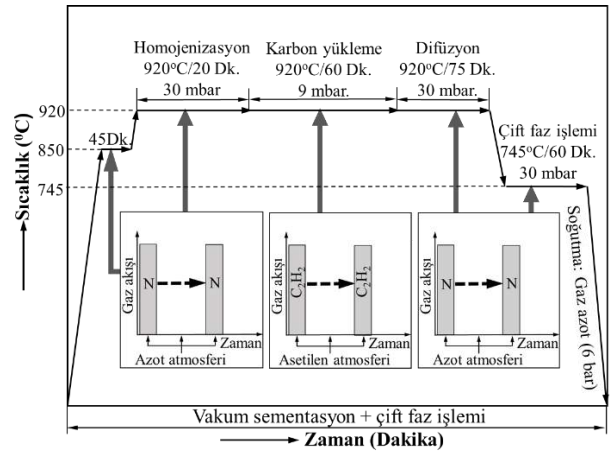 Homojenizasyon
920°C/20 Dk.
30 mbar
Karbon yükleme
920°C/60 Dk.
9 mbar.
Difüzyon
920°C/75 Dk.
30 mbar.
920
45Dk.
850
745
Çift faz işlemi
745°C/60 Dk.
30 mbar
Sıcaklık (⁰C)
Soğutma: Gaz azot (6 bar)
Gaz akışı
N
N
Zaman
Azot atmosferi
Gaz akışı
C₂H₂
C₂H₂
Zaman
Asetilen atmosferi
Gaz akışı
N
N
Zaman
Azot atmosferi
Vakum sementasyon + çift faz işlemi
Zaman (Dakika)